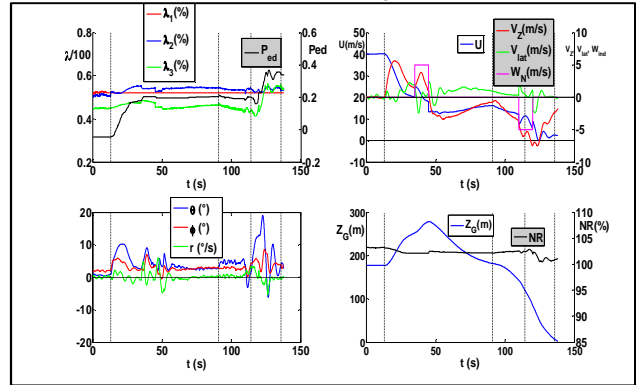 λ1(%)
λ2(%)
λ3(%)
Ped
λ/100
Ped
0.8
0.6
0.5
0.4
0.2
0.6
0.4
0.2
0
-0.2
0
50
100
150
t (s)
U(m/s)
50
40
30
20
10
0
-10
U
VZ(m/s)
Vlat(m/s)
WN(m/s)
VZ, Vlat, Wind
10
5
0
-5
-10
0
50
100
150
t (s)
θ (°)
ϕ (°)
r (°/s)
20
10
0
-10
-20
0
50
100
150
t (s)
ZG(m)
300
200
100
0
ZG(m)
NR
NR(%)
110
105
100
95
90
85
0
50
100
150
t (s)